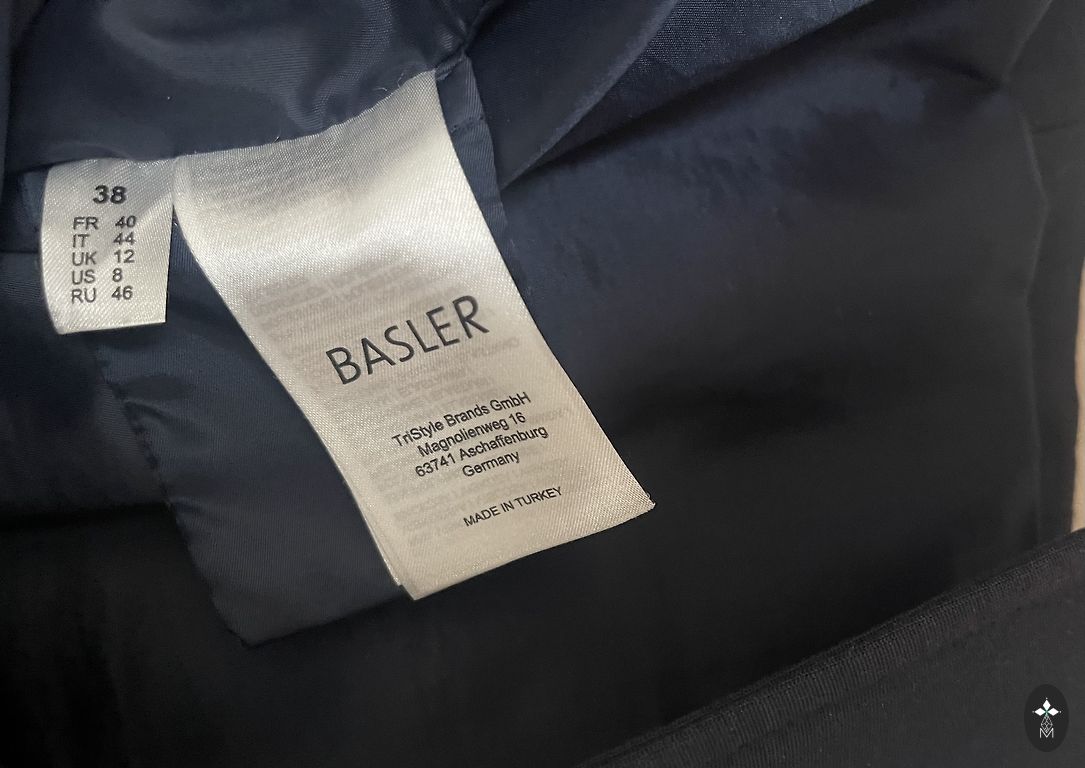 38
FR 40
IT 44
UK 12
US 8
RU 46
BASLER
TriStyle Brands GmbH
Magnolienweg 16
63741 Aschaffenburg
Germany
MADE IN TURKEY
M